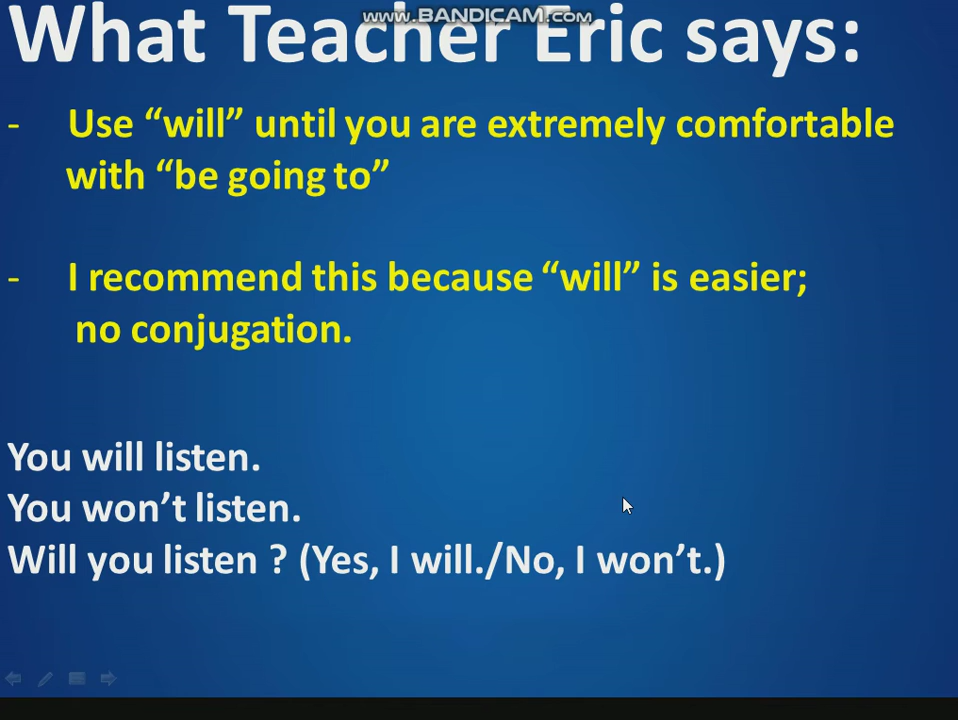 www.BANDICAM.com
What Teacher Eric says:
- Use “will” until you are extremely comfortable
with “be going to”
- I recommend this because “will” is easier;
no conjugation.
You will listen.
You won’t listen.
Will you listen ? (Yes, I will./No, I won’t.)